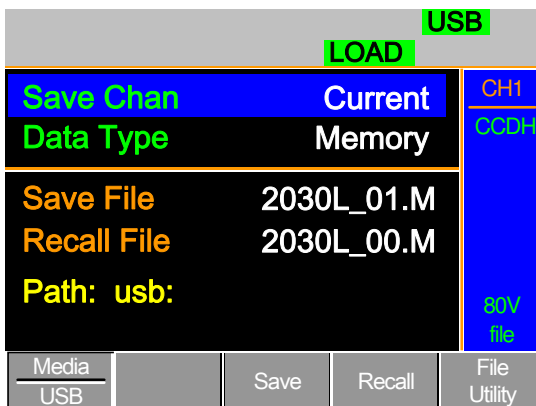 USB
LOAD
Save Chan Current
Data Type Memory
Save File 2030L_01.M
Recall File 2030L_00.M
Path: usb:
CH1
CCDH
80V
file
Media
USB
Save
Recall
File
Utility